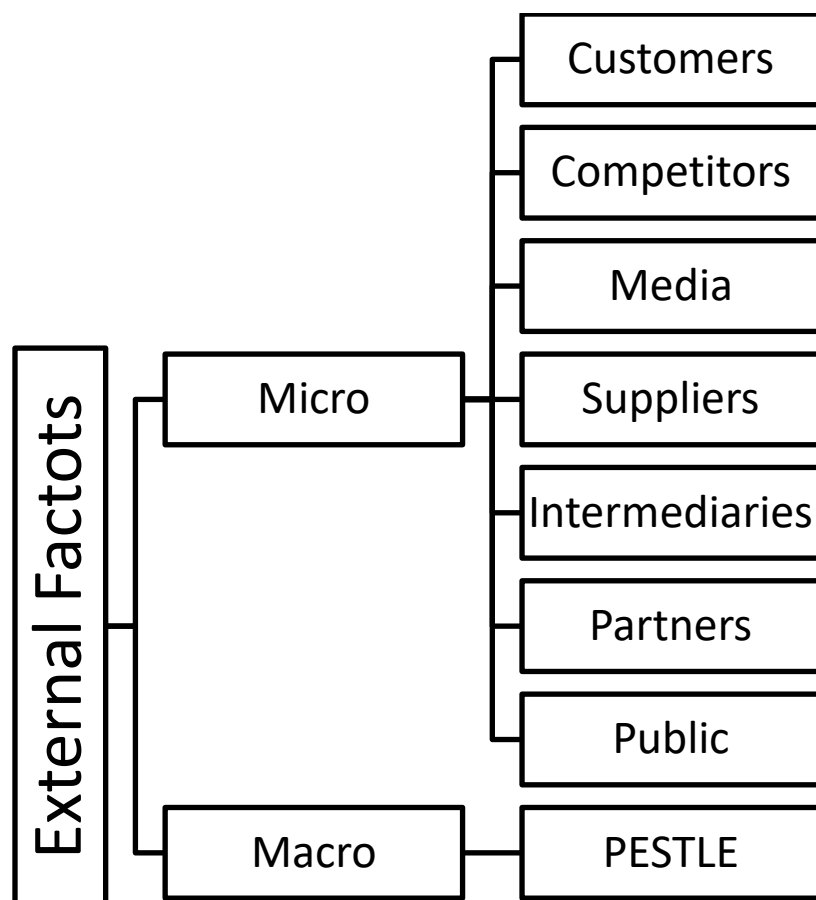 External Factots
Micro
Customers
Competitors
Media
Suppliers
Intermediaries
Partners
Public
Macro
PESTLE